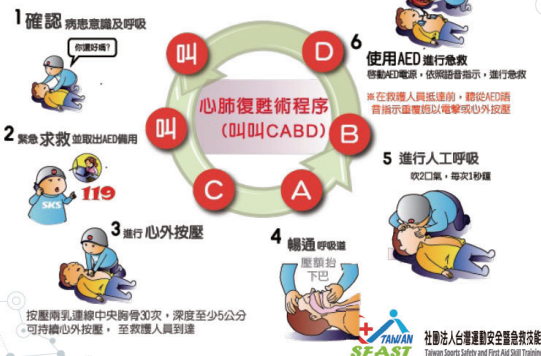 1 確認 病患意識及呼吸
你還好嗎?
2 緊急 求救 並取出AED備用
119
SKS
3 進行 心外按壓
按壓兩乳連線中央胸骨30次，深度至少5公分
可持續心外按壓， 至救護人員到達
4 暢通 呼吸道
壓額抬
下巴
5 進行人工呼吸
吹2口氣，每次1秒鐘
6
使用AED 進行急救
啓動AED電源，依照語音指示，進行急救
※在救護人員抵達前，聽從AED語
音指示重覆施以電擊或心外按壓
叫
叫
C
A
B
D
心肺復甦術程序
(叫叫CABD)
TAIWAN
SFAST
社團法人台灣運動安全暨急救技能
Taiwan Sports Safety and First Aid Skill Training